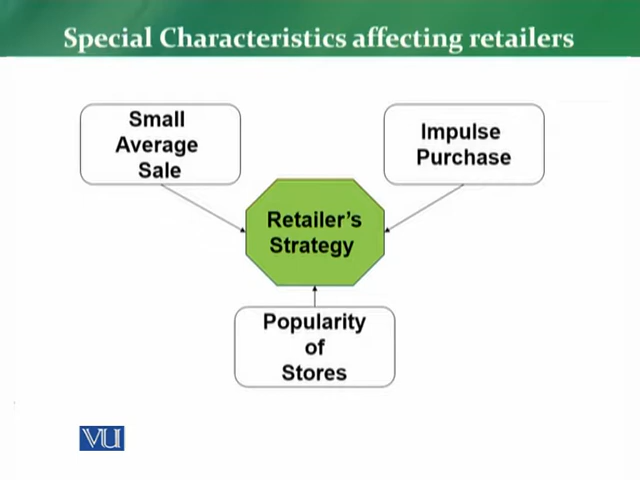 Special Characteristics affecting retailers
Small
Average
Sale
Impulse
Purchase
Retailer's
Strategy
Popularity
of
Stores
VU